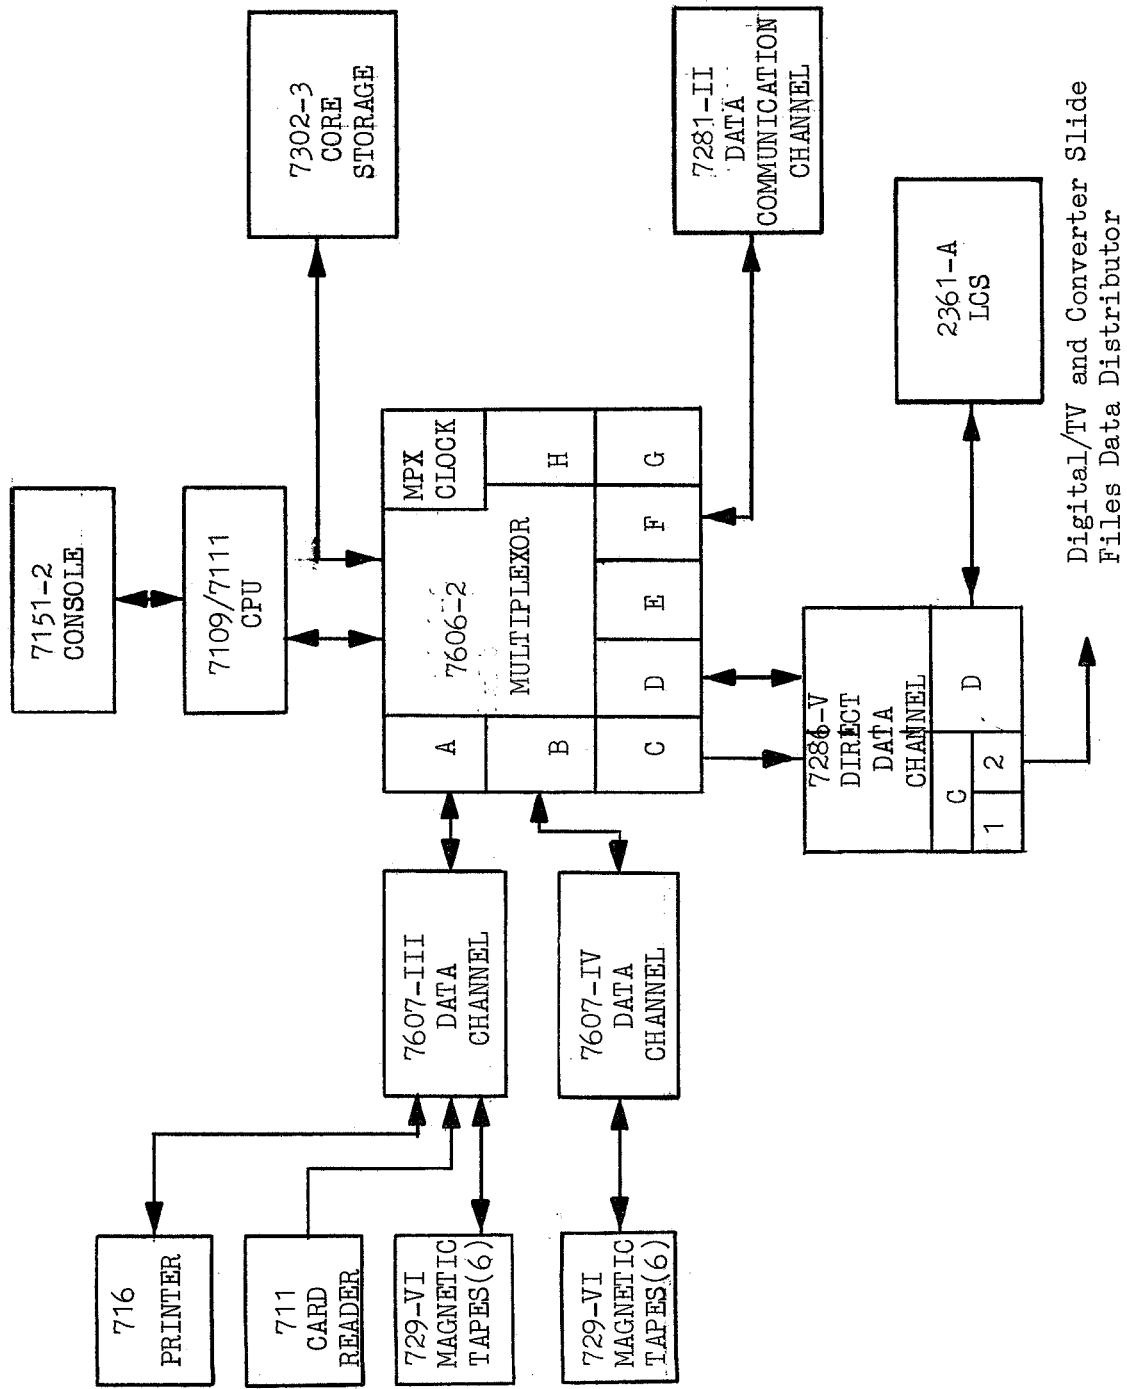 7151-2
CONSOLE
7109/7111
CPU
7302-3
CORE
STORAGE
716
PRINTER
711
CARD
READER
729-VI
MAGNETIC
TAPES(6)
729-VI
MAGNETIC
TAPES(6)
7607-III
DATA
CHANNEL
7607-IV
DATA
CHANNEL
A
B
C
7606-2
MULTIPLEXOR
MPX
CLOCK
H
D
E
F
G
7281-II
DATA
COMMUNICATION
CHANNEL
7286-V
DIRECT
DATA
CHANNEL
C
D
1
2
2361-A
LCS
Digital/TV and Converter Slide
Files Data Distributor